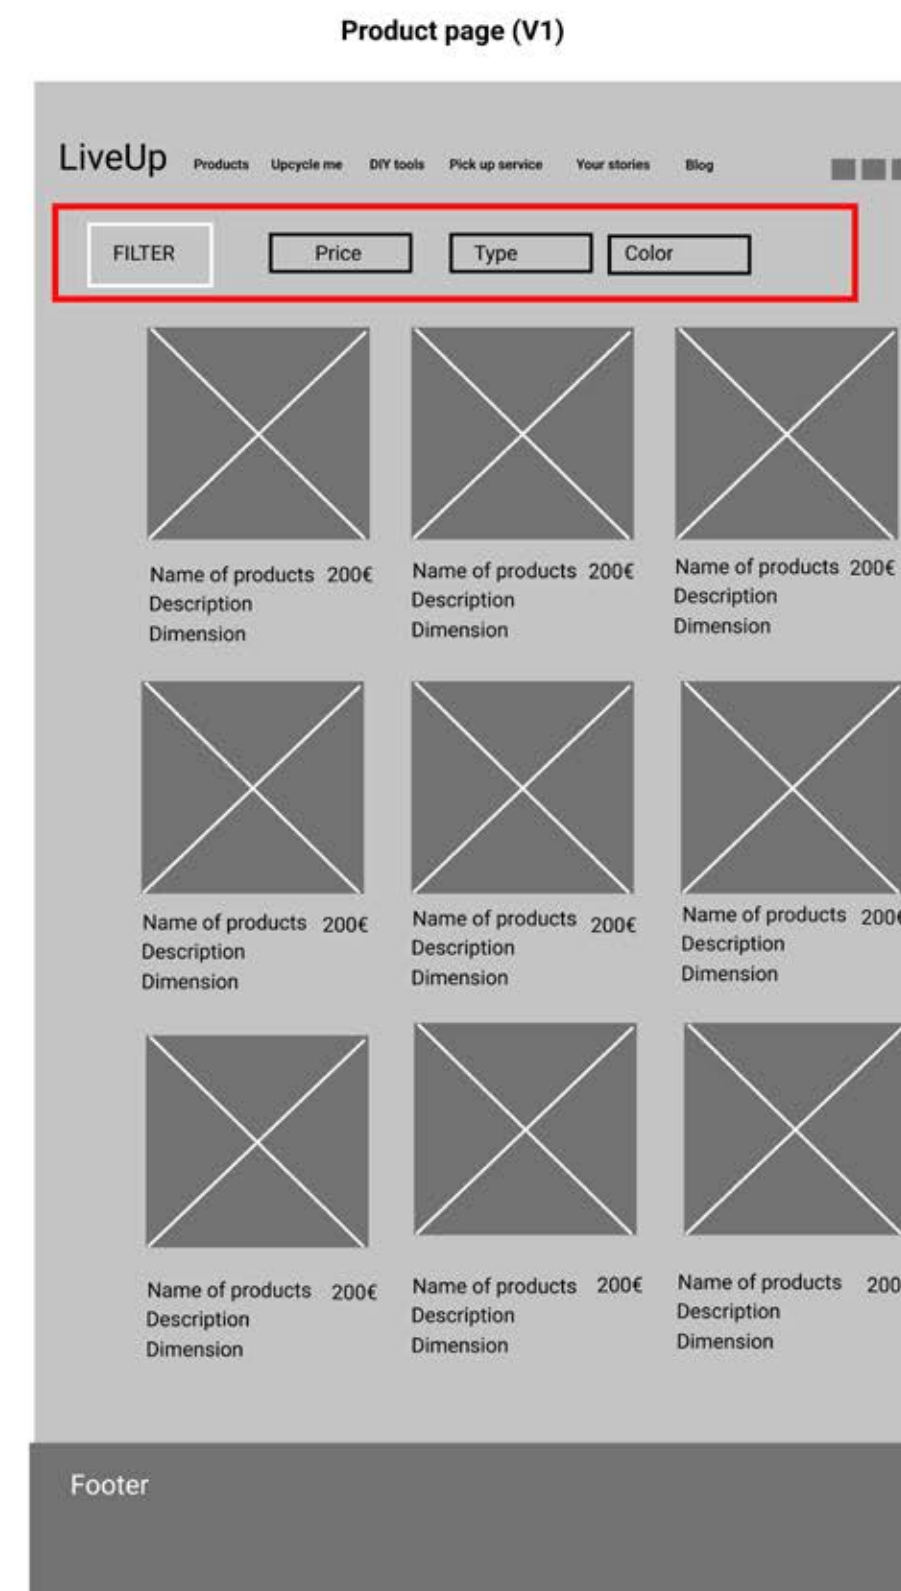 Product page (V1)
LiveUp Products Upcycle me DIY tools Pick up service Your stories Blog
FILTER Price Type Color
Name of products 200€ Name of products 200€ Name of products 200€
Description Description Description
Dimension Dimension Dimension
Name of products 200€ Name of products 200€ Name of products 200€
Description Description Description
Dimension Dimension Dimension
Name of products 200€ Name of products 200€ Name of products 200
Description Description Description
Dimension Dimension Dimension
Footer